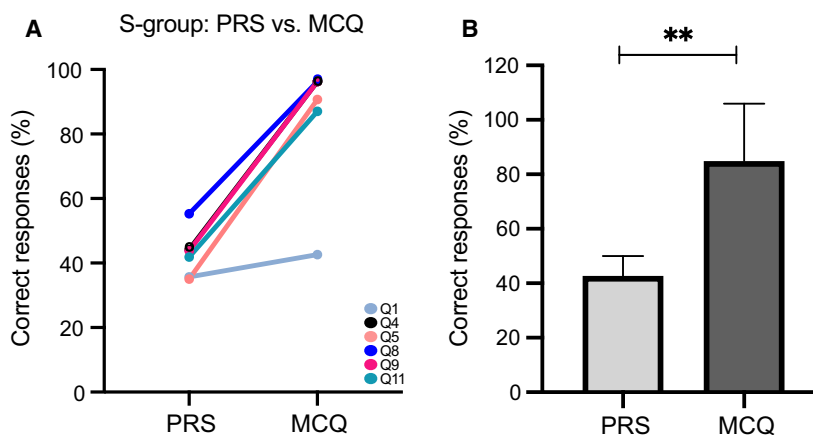 A
S-group: PRS vs. MCQ
Correct responses (%)
100
80
60
40
20
0
PRS
MCQ
Q1
Q4
Q5
Q8
Q9
Q11
B
**
Correct responses (%)
120
100
80
60
40
20
0
PRS
MCQ